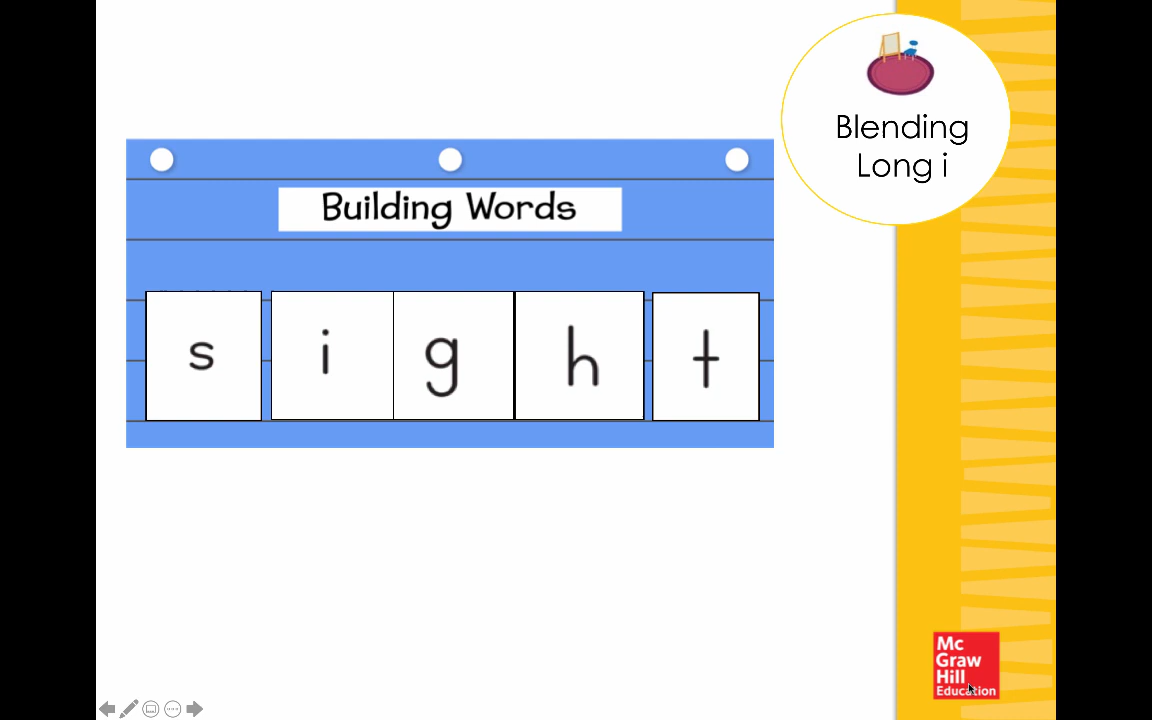 Blending
Long i
Building Words
s i g h t
Mc
Graw
Hill
Education